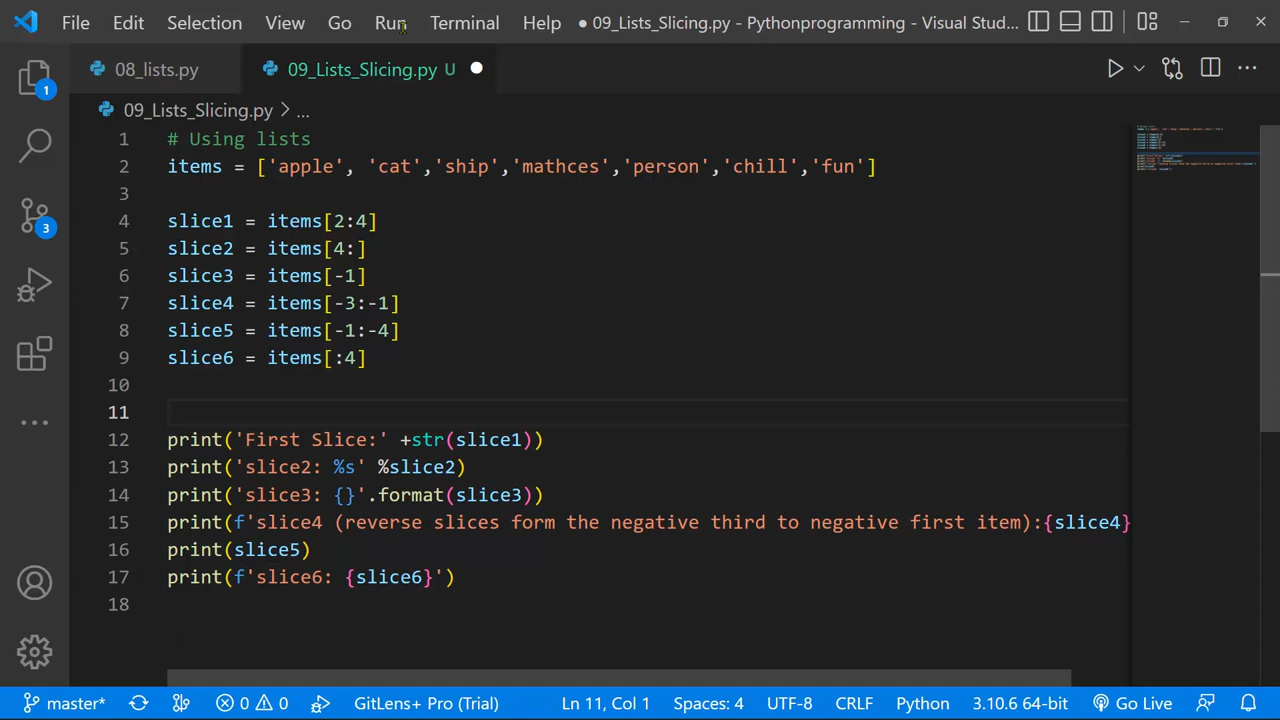 File Edit Selection View Go Run Terminal Help ● 09_Lists_Slicing.py - Pythonprogramming - Visual Stud...
08_lists.py 09_Lists_Slicing.py U
09_Lists_Slicing.py > ...
1 # Using lists
2 items = ['apple', 'cat','ship','mathces','person','chill','fun']
3
4 slice1 = items[2:4]
5 slice2 = items[4:]
6 slice3 = items[-1]
7 slice4 = items[-3:-1]
8 slice5 = items[-1:-4]
9 slice6 = items[:4]
10
11
12 print('First Slice:' +str(slice1))
13 print('slice2: %s' %slice2)
14 print('slice3: {}'.format(slice3))
15 print(f'slice4 (reverse slices form the negative third to negative first item):{slice4}
16 print(slice5)
17 print(f'slice6: {slice6}')
18
1
3
master* 0 0 GitLens+ Pro (Trial) Ln 11, Col 1 Spaces: 4 UTF-8 CRLF Python 3.10.6 64-bit Go Live